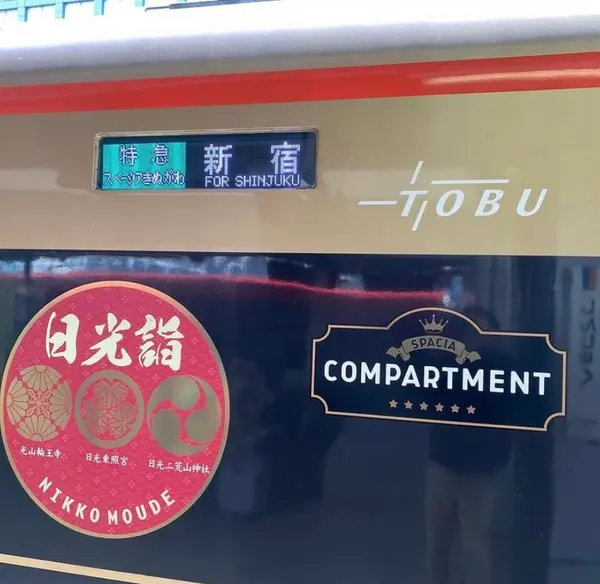 特急 新宿
スペーシアきぬがわ FOR SHINJUKU
TOBU
日光詣
光山輪王寺 日光東照宮 日光二荒山神社
NIKKO MOUDE
SPACIA
COMPARTMENT